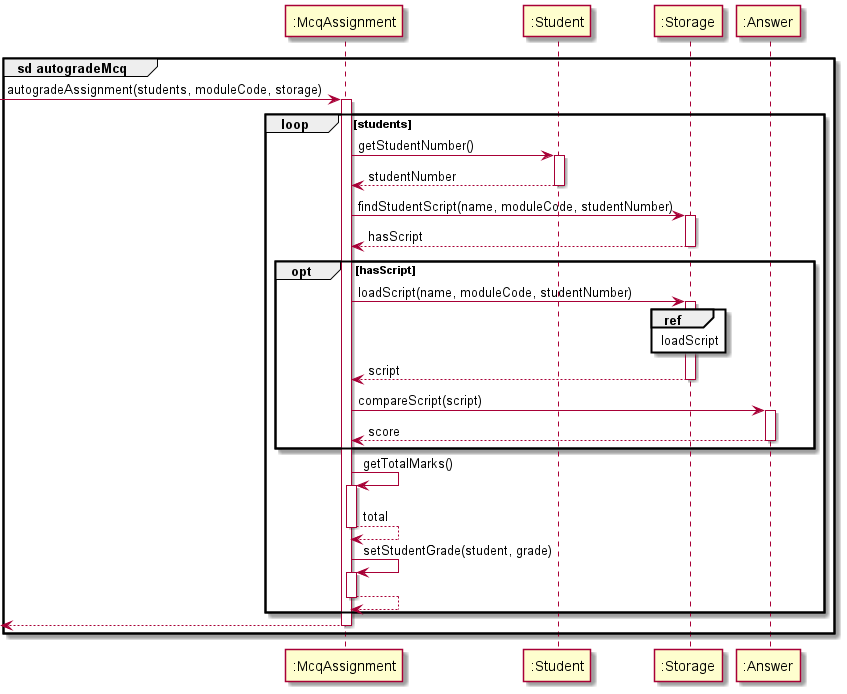 :McqAssignment
:Student
:Storage
:Answer
sd autogradeMcq
autogradeAssignment(students, moduleCode, storage)
loop
[students]
getStudentNumber()
studentNumber
findStudentScript(name, moduleCode, studentNumber)
hasScript
opt
[hasScript]
loadScript(name, moduleCode, studentNumber)
ref
loadScript
script
compareScript(script)
score
getTotalMarks()
total
setStudentGrade(student, grade)
:McqAssignment
:Student
:Storage
:Answer